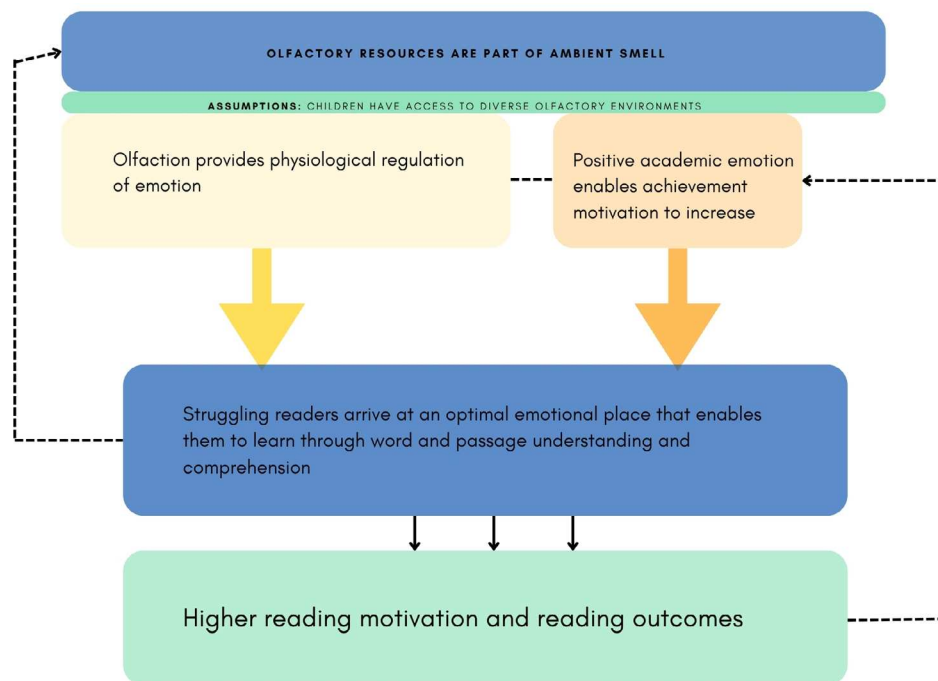 OLFACTORY RESOURCES ARE PART OF AMBIENT SMELL
ASSUMPTIONS: CHILDREN HAVE ACCESS TO DIVERSE OLFACTORY ENVIRONMENTS
Olfaction provides physiological regulation
of emotion
Positive academic emotion
enables achievement
motivation to increase
Struggling readers arrive at an optimal emotional place that enables
them to learn through word and passage understanding and
comprehension
Higher reading motivation and reading outcomes